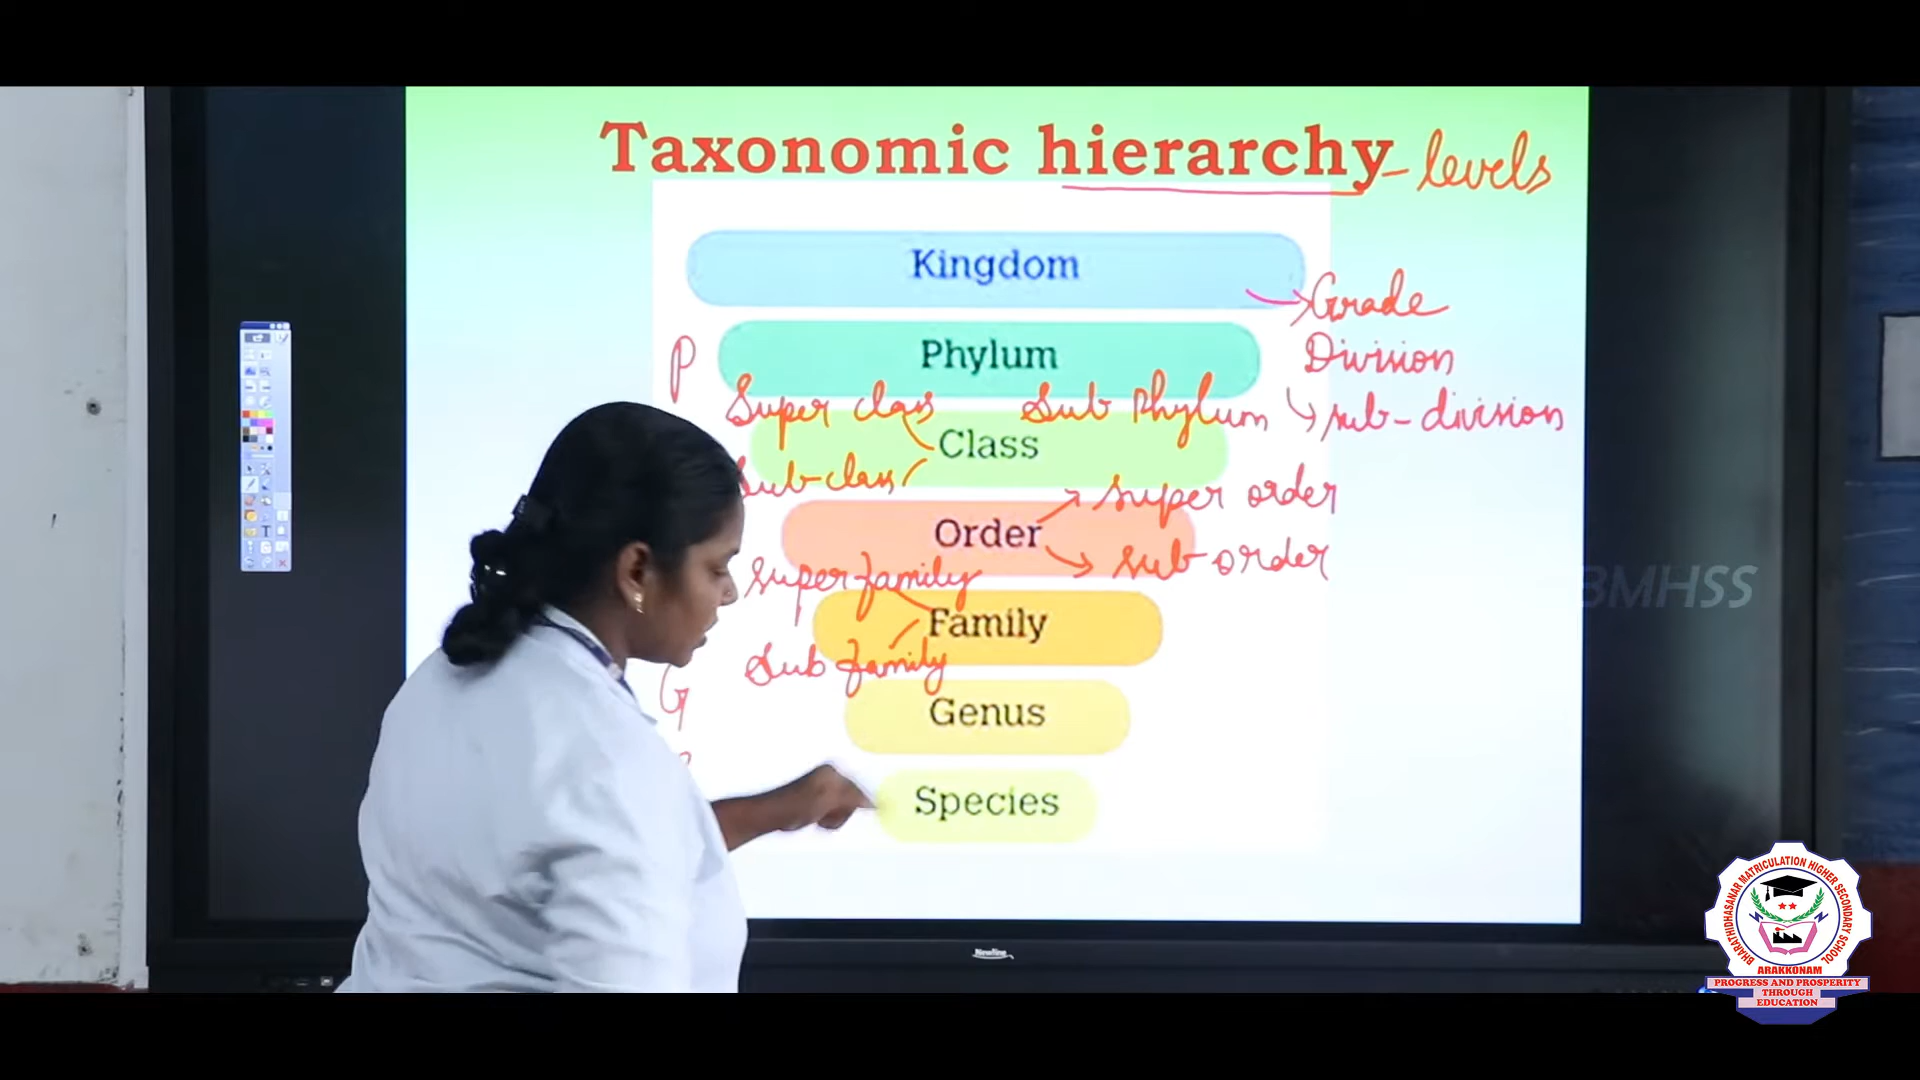 Taxonomic hierarchy - levels
Kingdom
Grade
P
Phylum
Division
Super class
Sub Phylum
sub-division
Class
Sub class
super order
Order
super family
sub order
Family
Sub family
G
Genus
Species
BMHSS
Newline
BHARATHIDHASANAR MATRICULATION HIGHER SECONDARY SCHOOL
ARAKKONAM
PROGRESS AND PROSPERITY
THROUGH
EDUCATION